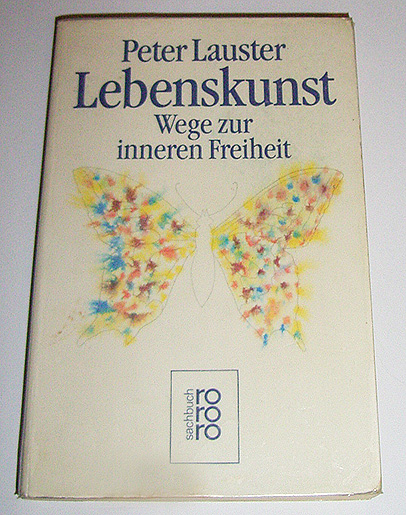 Peter Lauster
Lebenskunst
Wege zur
inneren Freiheit
sachbuch
ro
ro
ro